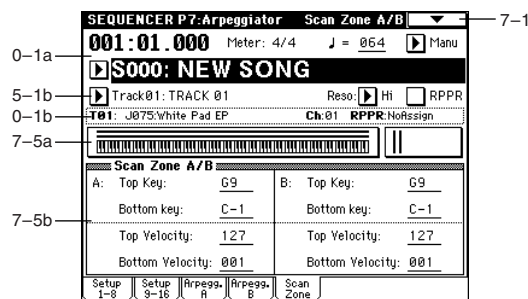 SEQUENCER P7:Arpeggiator Scan Zone A/B
7–1
001:01.000 Meter: 4/4 ♩ = 064 Manu
0–1a
S000: NEW SONG
5–1b
Track01: TRACK 01 Reso: Hi RPPR
0–1b
T01: J075:White Pad EP Ch:01 RPPR:NoAssign
7–5a
Scan Zone A/B
A: Top Key: G9 B: Top Key: G9
Bottom key: C-1 Bottom Key: C-1
7–5b
Top Velocity: 127 Top Velocity: 127
Bottom Velocity: 001 Bottom Velocity: 001
Setup 1-8 Setup 9-16 Arpegg. A Arpegg. B Scan Zone